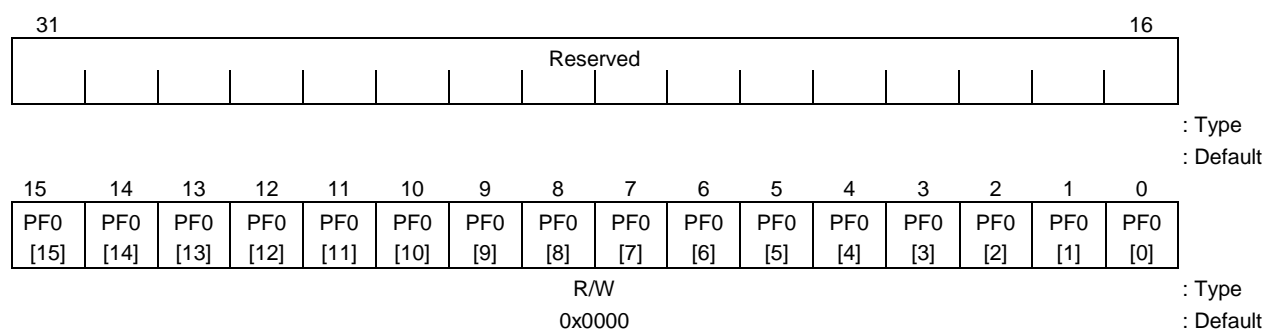 31 16
Reserved
: Type
: Default
15 14 13 12 11 10 9 8 7 6 5 4 3 2 1 0
PF0 PF0 PF0 PF0 PF0 PF0 PF0 PF0 PF0 PF0 PF0 PF0 PF0 PF0 PF0 PF0
[15] [14] [13] [12] [11] [10] [9] [8] [7] [6] [5] [4] [3] [2] [1] [0]
R/W : Type
0x0000 : Default